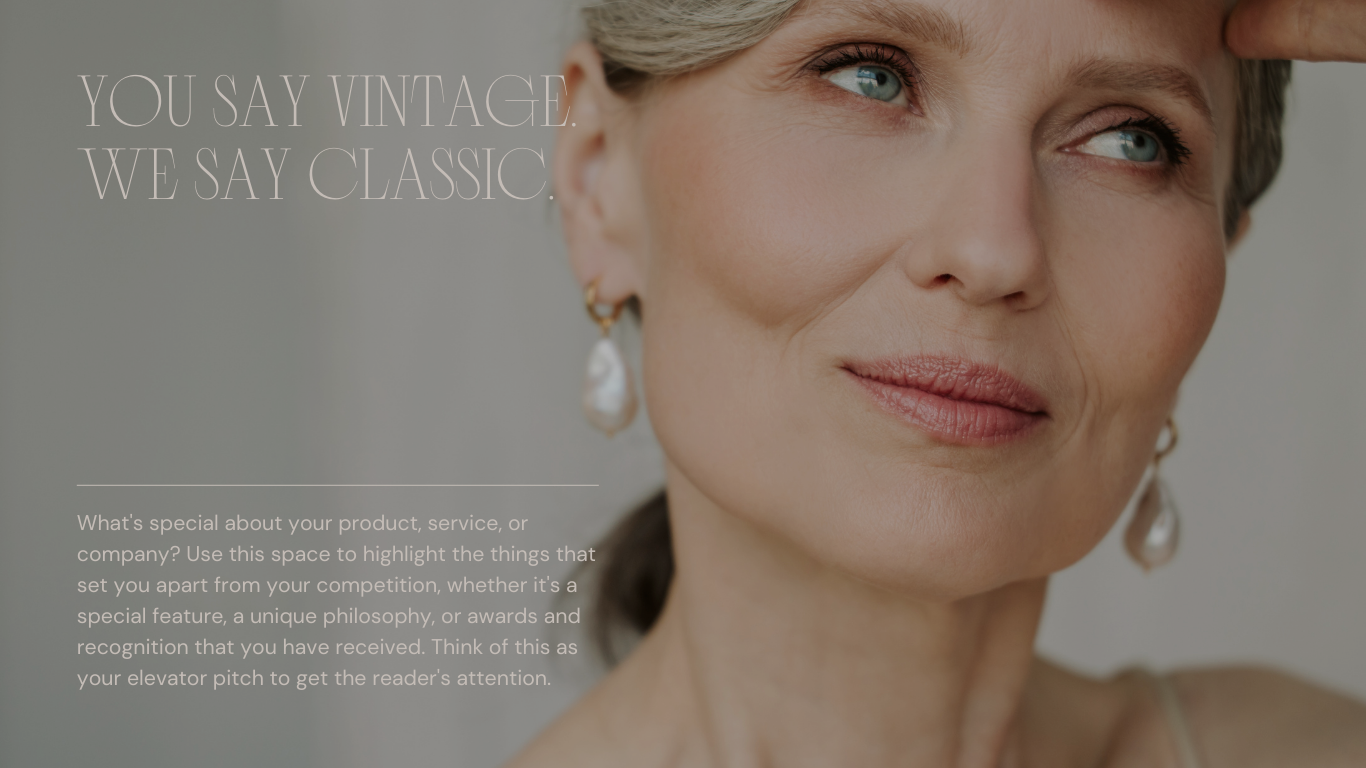 YOU SAY VINTAGE.
WE SAY CLASSIC.
What's special about your product, service, or
company? Use this space to highlight the things that
set you apart from your competition, whether it's a
special feature, a unique philosophy, or awards and
recognition that you have received. Think of this as
your elevator pitch to get the reader's attention.